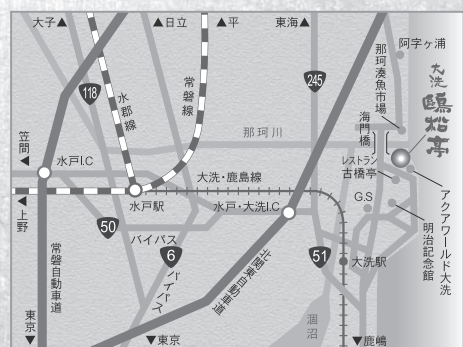 大子▲
▲日立
▲平
東海▲
阿字ヶ浦
118
水郡線
常磐線
245
那珂湊魚市場
大洗
鷗松亭
那珂川
海門橋
笠間
▼
水戸I.C
大洗・鹿島線
レストラン
古橋亭
▼
上野
水戸駅
水戸・大洗I.C
G.S
アクアワールド大洗
明治記念館
50
バイパス
6
バイパス
51
大洗駅
常磐自動車道
北関東自動車道
涸沼
東京
▼
▼東京
▼鹿嶋